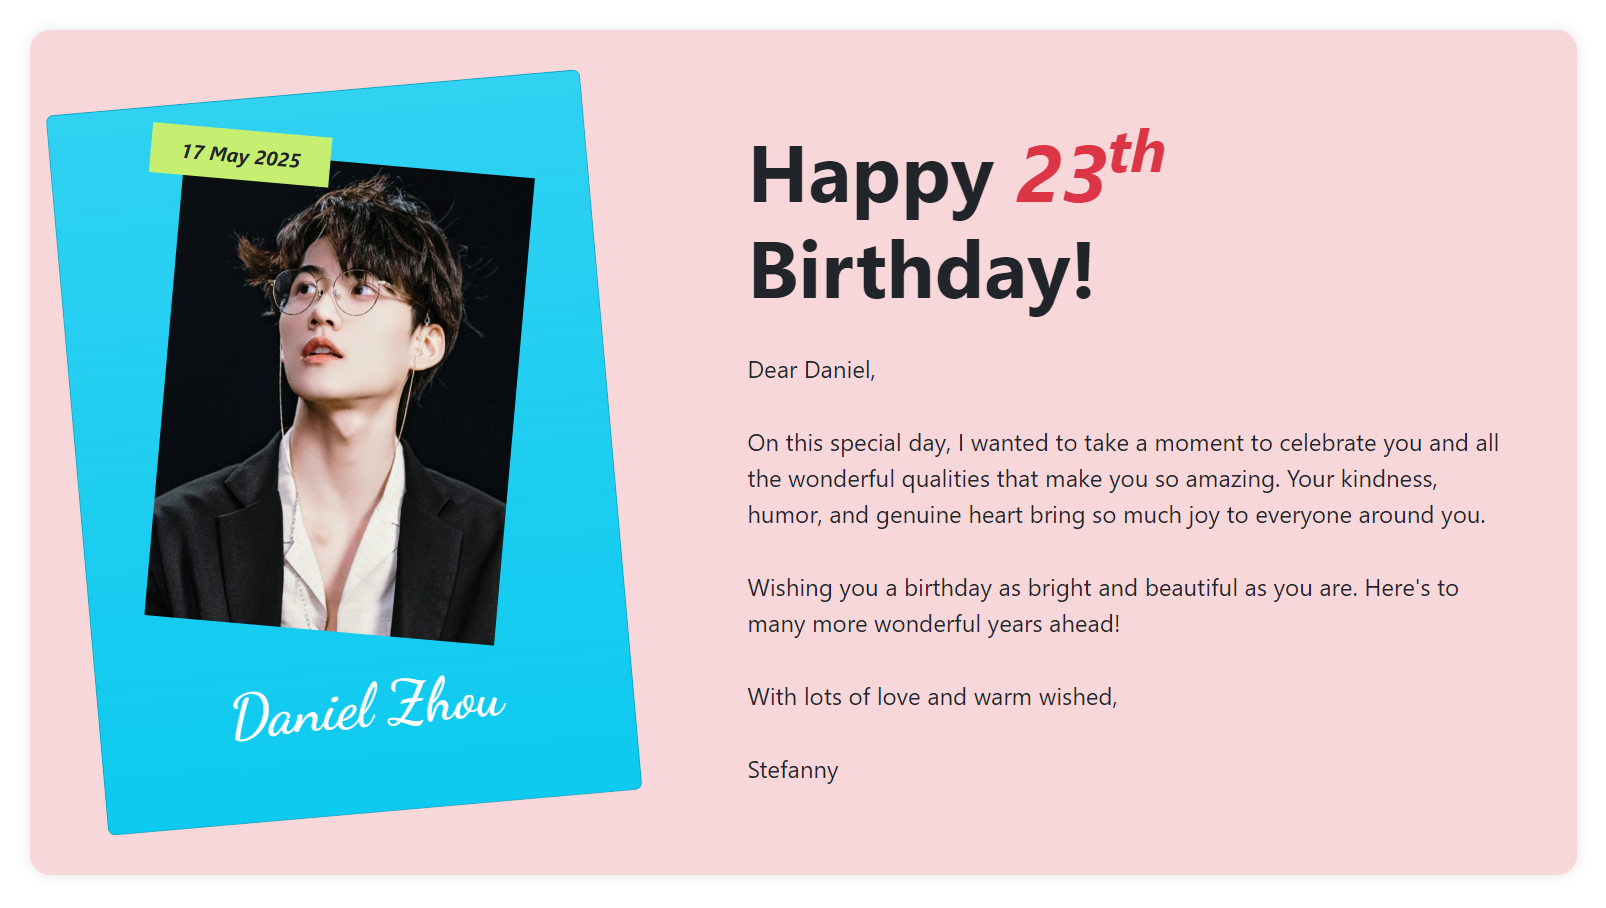 17 May 2025
Daniel Zhou
Happy 23th
Birthday!
Dear Daniel,
On this special day, I wanted to take a moment to celebrate you and all
the wonderful qualities that make you so amazing. Your kindness,
humor, and genuine heart bring so much joy to everyone around you.
Wishing you a birthday as bright and beautiful as you are. Here's to
many more wonderful years ahead!
With lots of love and warm wished,
Stefanny